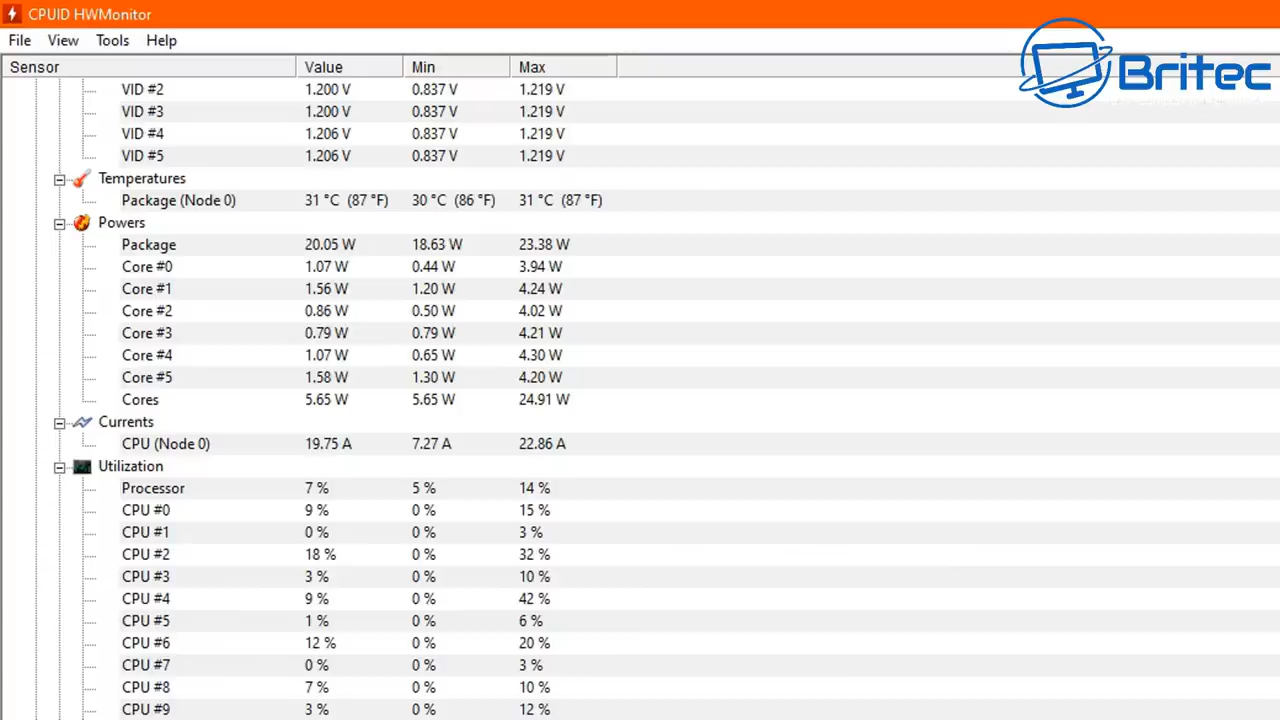 CPUID HWMonitor
File View Tools Help
Britec
Sensor Value Min Max
VID #2 1.200 V 0.837 V 1.219 V
VID #3 1.200 V 0.837 V 1.219 V
VID #4 1.206 V 0.837 V 1.219 V
VID #5 1.206 V 0.837 V 1.219 V
Temperatures
Package (Node 0) 31 °C (87 °F) 30 °C (86 °F) 31 °C (87 °F)
Powers
Package 20.05 W 18.63 W 23.38 W
Core #0 1.07 W 0.44 W 3.94 W
Core #1 1.56 W 1.20 W 4.24 W
Core #2 0.86 W 0.50 W 4.02 W
Core #3 0.79 W 0.79 W 4.21 W
Core #4 1.07 W 0.65 W 4.30 W
Core #5 1.58 W 1.30 W 4.20 W
Cores 5.65 W 5.65 W 24.91 W
Currents
CPU (Node 0) 19.75 A 7.27 A 22.86 A
Utilization
Processor 7 % 5 % 14 %
CPU #0 9 % 0 % 15 %
CPU #1 0 % 0 % 3 %
CPU #2 18 % 0 % 32 %
CPU #3 3 % 0 % 10 %
CPU #4 9 % 0 % 42 %
CPU #5 1 % 0 % 6 %
CPU #6 12 % 0 % 20 %
CPU #7 0 % 0 % 3 %
CPU #8 7 % 0 % 10 %
CPU #9 3 % 0 % 12 %